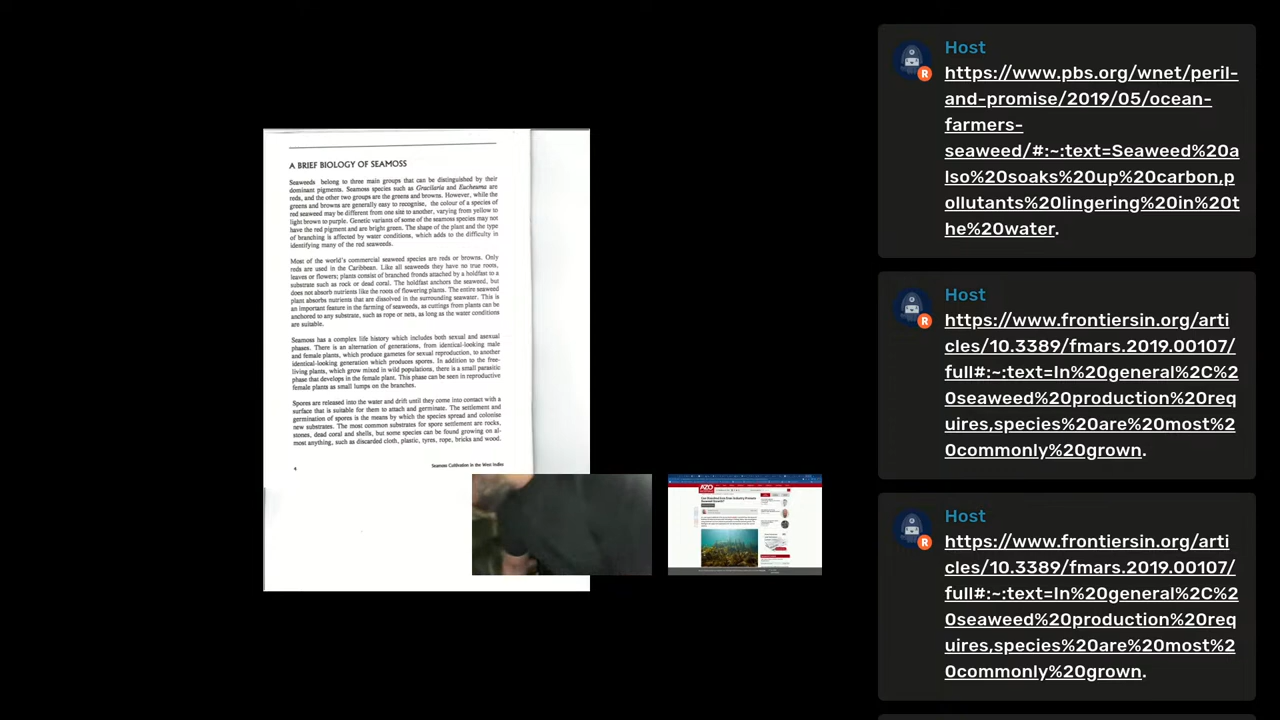 A BRIEF BIOLOGY OF SEAMOSS
Seaweeds belong to three main groups that can be distinguished by their
dominant pigments. Seamoss species such as Gracilaria and Eucheuma are
reds, and the other two groups are the greens and browns. However, while the
greens and browns are generally easy to recognise, the colour of a species of
red seaweed may be different from one site to another, varying from yellow to
light brown to purple. Genetic variants of some of the seamoss species may not
have the red pigment and are bright green. The shape of the plant and the type
of branching is affected by water conditions, which adds to the difficulty in
identifying many of the red seaweeds.
Most of the world's commercial seaweed species are reds or browns. Only
reds are used in the Caribbean. Like all seaweeds they have no true roots,
leaves or flowers; plants consist of branched fronds attached by a holdfast to a
substrate such as rock or dead coral. The holdfast anchors the seaweed, but
does not absorb nutrients like the roots of flowering plants. The entire seaweed
plant absorbs nutrients that are dissolved in the surrounding seawater. This is
an important feature in the farming of seaweeds, as cuttings from plants can be
anchored to any substrate, such as rope or nets, as long as the water conditions
are suitable.
Seamoss has a complex life history which includes both sexual and asexual
phases. There is an alternation of generations, from identical-looking male
and female plants, which produce gametes for sexual reproduction, to another
identical-looking generation which produces spores. In addition to the free-
living plants, which grow mixed in wild populations, there is a small parasitic
phase that develops in the female plant. This phase can be seen in reproductive
female plants as small lumps on the branches.
Spores are released into the water and drift until they come into contact with a
surface that is suitable for them to attach and germinate. The settlement and
germination of spores is the means by which the species spread and colonise
new substrates. The most common substrates for spore settlement are rocks,
stones, dead coral and shells, but some species can be found growing on al-
most anything, such as discarded cloth, plastic, tyres, rope, bricks and wood.
Seamoss Cultivation in the West Indies
AZO
Host
https://www.pbs.org/wnet/peril-
and-promise/2019/05/ocean-
farmers-
seaweed/#:~:text=Seaweed%20a
lso%20soaks%20up%20carbon,p
ollutants%20lingering%20in%20t
he%20water.
Host
https://www.frontiersin.org/arti
cles/10.3389/fmars.2019.00107/
full#:~:text=In%20general%2C%2
0seaweed%20production%20req
uires,species%20are%20most%2
0commonly%20grown.
Host
https://www.frontiersin.org/arti
cles/10.3389/fmars.2019.00107/
full#:~:text=In%20general%2C%2
0seaweed%20production%20req
uires,species%20are%20most%2
0commonly%20grown.